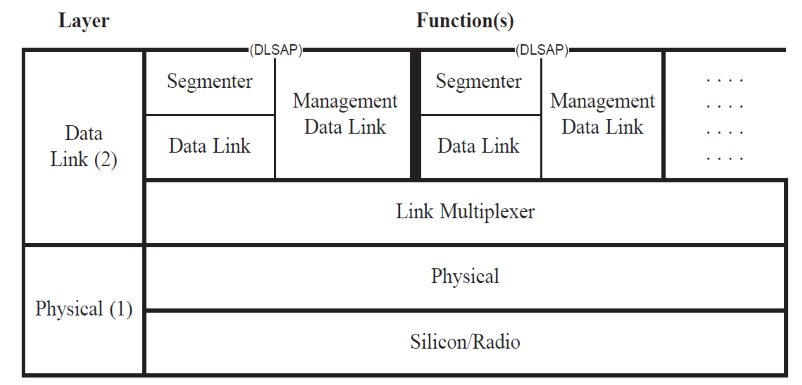 Layer
Function(s)
(DLSAP)
(DLSAP)
Segmenter
Management
Data Link
Data Link
Segmenter
Management
Data Link
Data Link
. . . .
. . . .
. . . .
. . . .
Data
Link (2)
Link Multiplexer
Physical (1)
Physical
Silicon/Radio